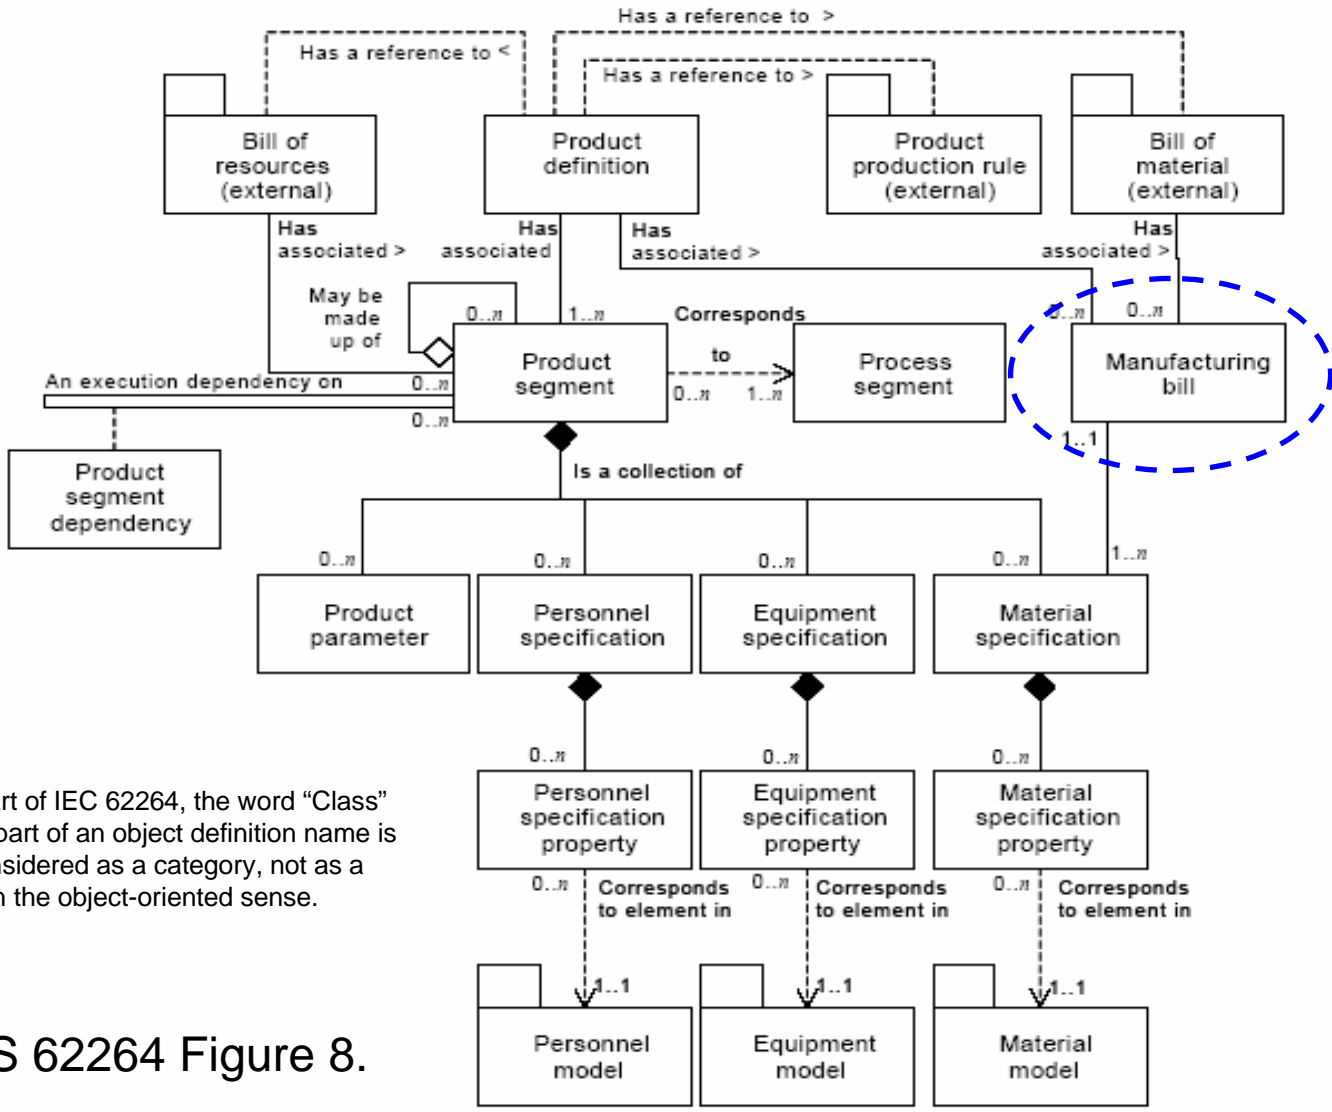 Has a reference to >
Has a reference to <
Has a reference to >
Bill of
resources
(external)
Product
definition
Product
production rule
(external)
Bill of
material
(external)
Has
associated >
Has
associated
Has
associated >
Has
associated >
May be
made
up of
0..n
1..n
Corresponds
to
0..n
0..n
Product
segment
Process
segment
Manufacturing
bill
An execution dependency on
0..n
0..n
1..n
0..n
1..1
Product
segment
dependency
Is a collection of
0..n
0..n
0..n
0..n
1..n
Product
parameter
Personnel
specification
Equipment
specification
Material
specification
0..n
0..n
0..n
Personnel
specification
property
Equipment
specification
property
Material
specification
property
rt of IEC 62264, the word “Class”
part of an object definition name is
nsidered as a category, not as a
n the object-oriented sense.
0..n
Corresponds
to element in
0..n
Corresponds
to element in
0..n
Corresponds
to element in
1..1
1..1
1..1
Personnel
model
Equipment
model
Material
model
S 62264 Figure 8.